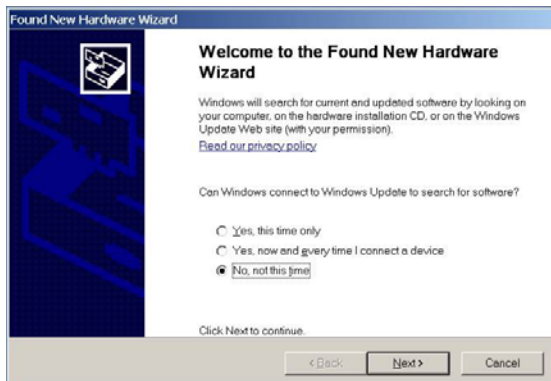 Found New Hardware Wizard
Welcome to the Found New Hardware
Wizard
Windows will search for current and updated software by looking on
your computer, on the hardware installation CD, or on the Windows
Update Web site (with your permission).
Read our privacy policy
Can Windows connect to Windows Update to search for software?
Yes, this time only
Yes, now and every time I connect a device
No, not this time
Click Next to continue.
< Back
Next >
Cancel